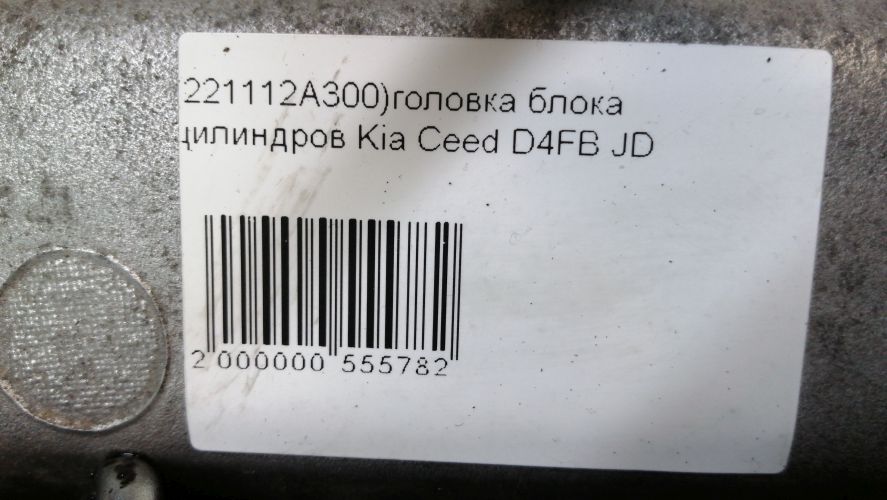 221112A300)головка блока
цилиндров Kia Ceed D4FB JD
2 000000 555782